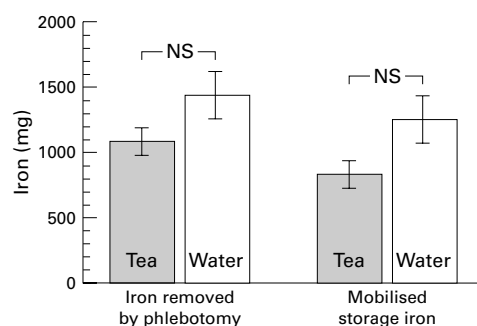 2000
1500
1000
500
0
Iron (mg)
NS
NS
Tea
Water
Tea
Water
Iron removed
by phlebotomy
Mobilised
storage iron